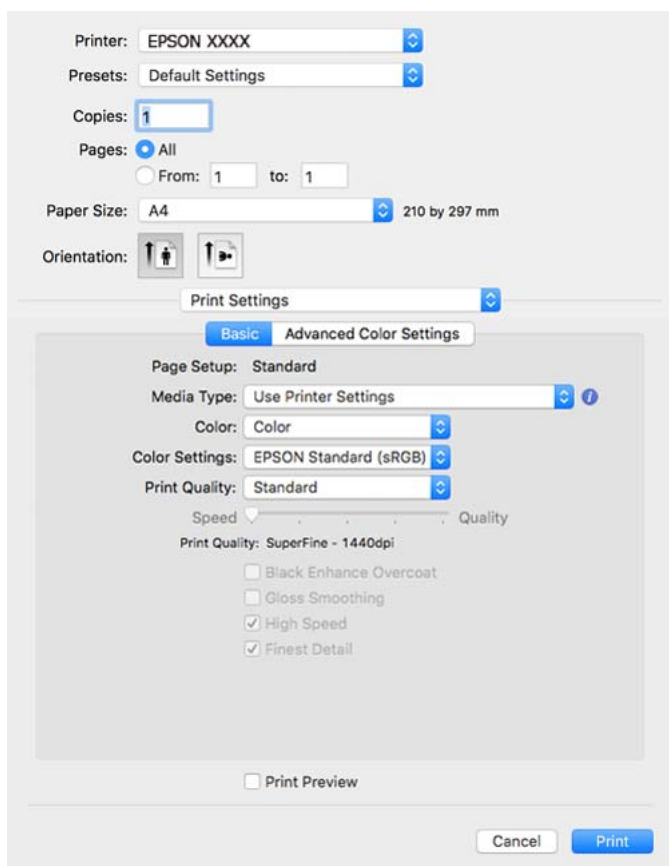 Printer: EPSON XXXX
Presets: Default Settings
Copies: 1
Pages: All
From: 1 to: 1
Paper Size: A4 210 by 297 mm
Orientation:
Print Settings
Basic Advanced Color Settings
Page Setup: Standard
Media Type: Use Printer Settings i
Color: Color
Color Settings: EPSON Standard (sRGB)
Print Quality: Standard
Speed Quality
Print Quality: SuperFine - 1440dpi
Black Enhance Overcoat
Gloss Smoothing
High Speed
Finest Detail
Print Preview
Cancel Print